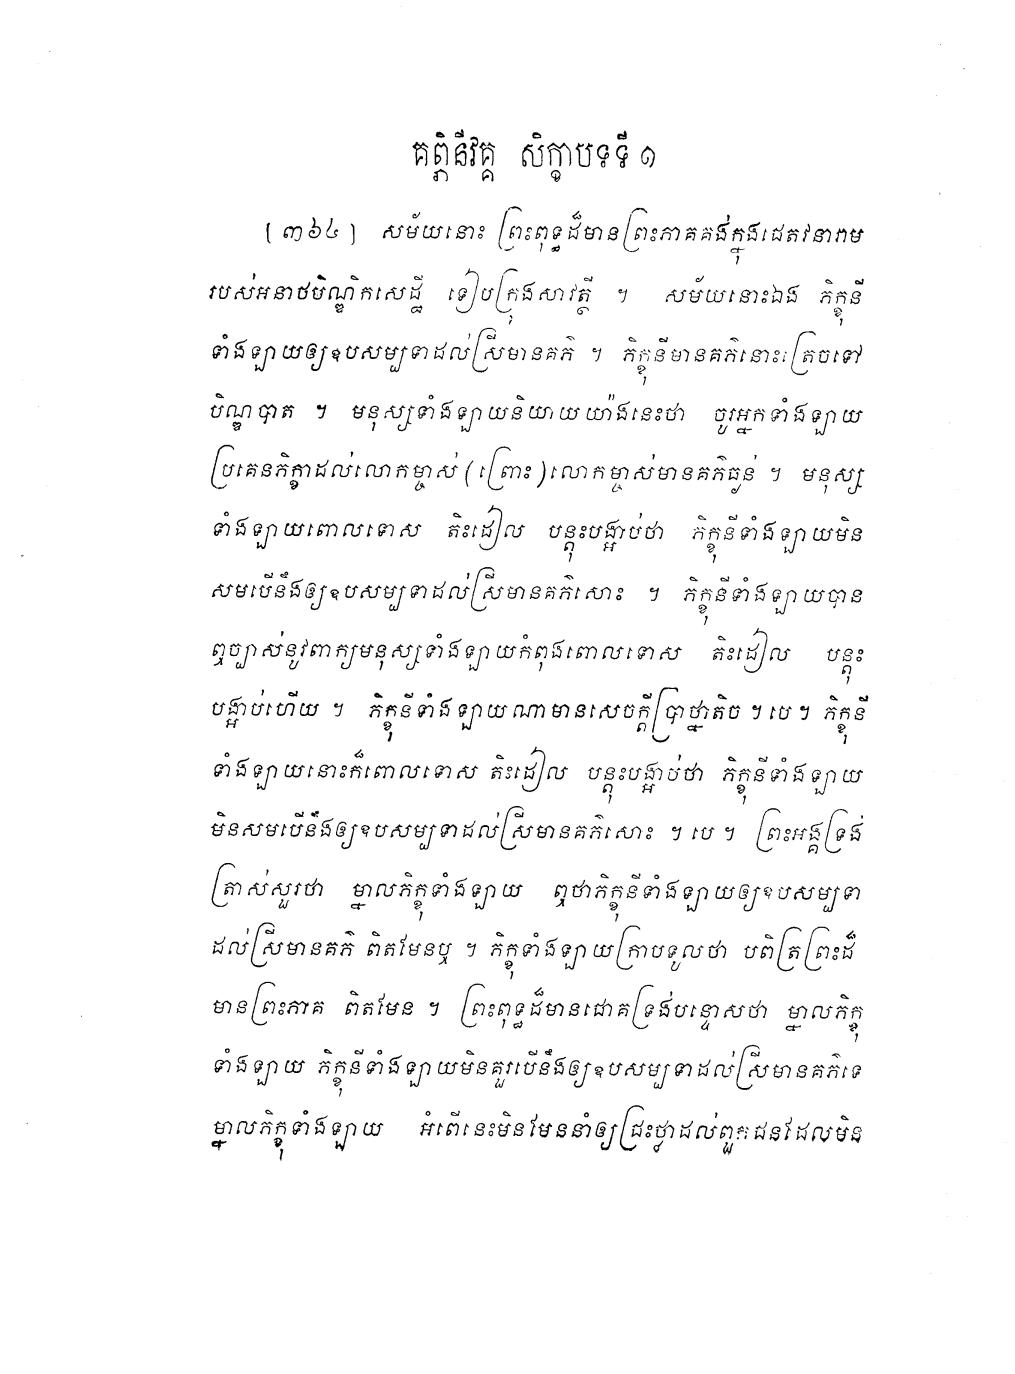 គព្ភិនីវគ្គ សិក្ខាបទទី ១
[ ៣៦៤ ] សម័យនោះ ព្រះពុទ្ធដ៏មានព្រះភាគគង់ក្នុងជេតវនារាម
របស់អនាថបិណ្ឌិកសេដ្ឋី ទៀបក្រុងសាវត្ថី ។ សម័យនោះឯង ភិក្ខុនី
ទាំងឡាយឲ្យឧបសម្បទាដល់ស្រីមានគភ៌ ។ ភិក្ខុនីមានគភ៌នោះត្រេចទៅ
បិណ្ឌបាត ។ មនុស្សទាំងឡាយនិយាយយ៉ាងនេះថា ចូរអ្នកទាំងឡាយ
ប្រគេនភិក្ខាដល់លោកម្ចាស់ (ព្រោះ) លោកម្ចាស់មានគភ៌ធ្ងន់ ។ មនុស្ស
ទាំងឡាយពោលទោស តិះដៀល បន្តុះបង្អាប់ថា ភិក្ខុនីទាំងឡាយមិន
សមបើនឹងឲ្យឧបសម្បទាដល់ស្រីមានគភ៌សោះ ។ ភិក្ខុនីទាំងឡាយបាន
ឮច្បាស់នូវពាក្យមនុស្សទាំងឡាយកំពុងពោលទោស តិះដៀល បន្តុះ
បង្អាប់ហើយ ។ ភិក្ខុនីទាំងឡាយណាមានសេចក្តីប្រាថ្នាតិច ។ បេ ។ ភិក្ខុនី
ទាំងឡាយនោះក៏ពោលទោស តិះដៀល បន្តុះបង្អាប់ថា ភិក្ខុនីទាំងឡាយ
មិនសមបើនឹងឲ្យឧបសម្បទាដល់ស្រីមានគភ៌សោះ ។ បេ ។ ព្រះអង្គទ្រង់
ត្រាស់សួរថា ម្នាលភិក្ខុទាំងឡាយ ឮថាភិក្ខុនីទាំងឡាយឲ្យឧបសម្បទា
ដល់ស្រីមានគភ៌ ពិតមែនឬ ។ ភិក្ខុទាំងឡាយក្រាបទូលថា បពិត្រព្រះដ៏
មានព្រះភាគ ពិតមែន ។ ព្រះពុទ្ធដ៏មានជោគទ្រង់បន្ទោសថា ម្នាលភិក្ខុ
ទាំងឡាយ ភិក្ខុនីទាំងឡាយមិនគួរបើនឹងឲ្យឧបសម្បទាដល់ស្រីមានគភ៌ទេ
ម្នាលភិក្ខុទាំងឡាយ អំពើនេះមិនមែននាំឲ្យជ្រះថ្លាដល់ពួកជនដែលមិន